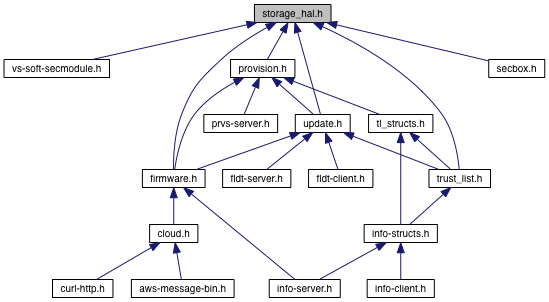 storage_hal.h
vs-soft-secmodule.h
provision.h
secbox.h
prvs-server.h
update.h
tl_structs.h
firmware.h
fldt-server.h
fldt-client.h
trust_list.h
cloud.h
info-structs.h
curl-http.h
aws-message-bin.h
info-server.h
info-client.h